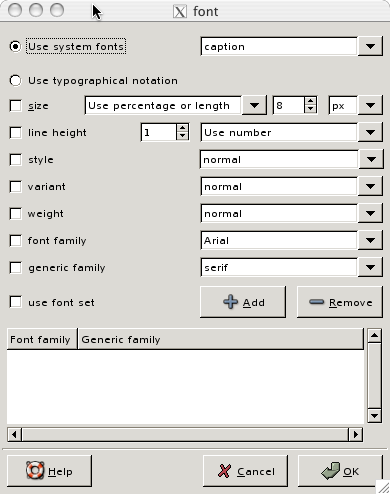 font
Use system fonts caption
Use typographical notation
size Use percentage or length 8 px
line height 1 Use number
style normal
variant normal
weight normal
font family Arial
generic family serif
use font set Add Remove
Font family Generic family
Help Cancel OK